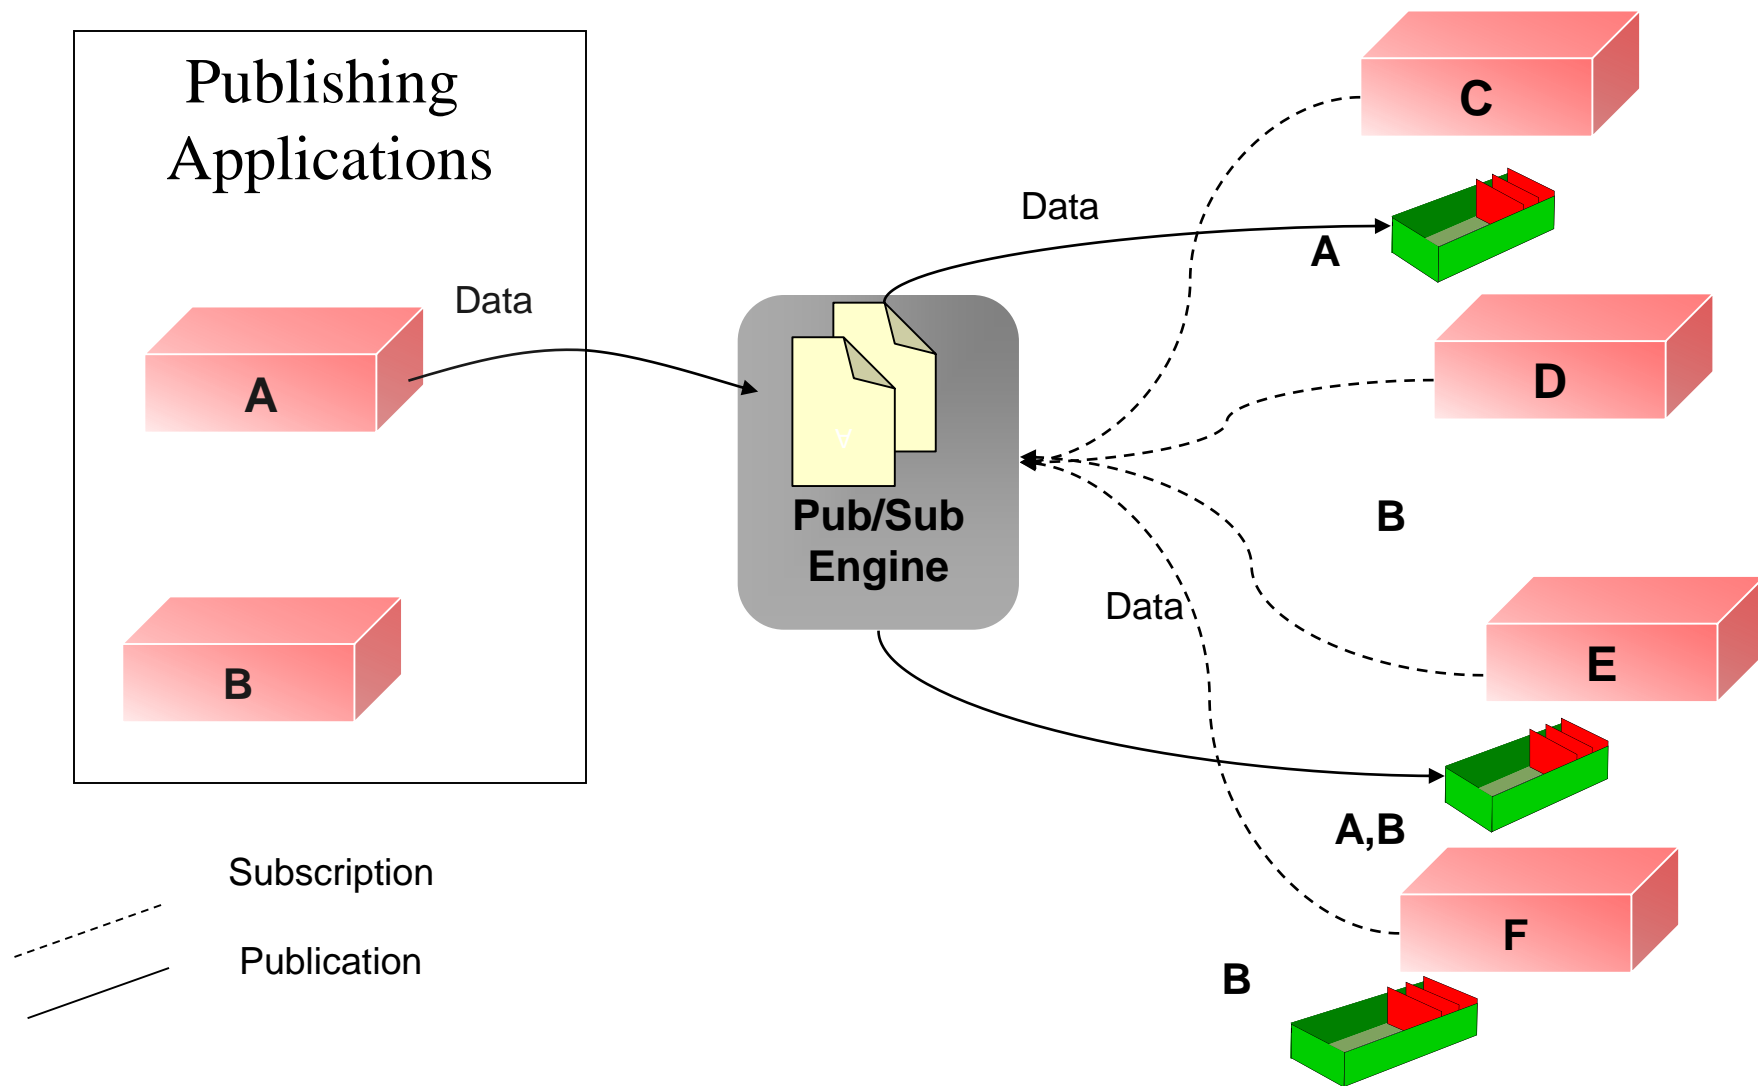 Publishing
Applications
A
Data
B
Subscription
Publication
v
Pub/Sub
Engine
Data
Data
C
A
D
B
E
A,B
F
B